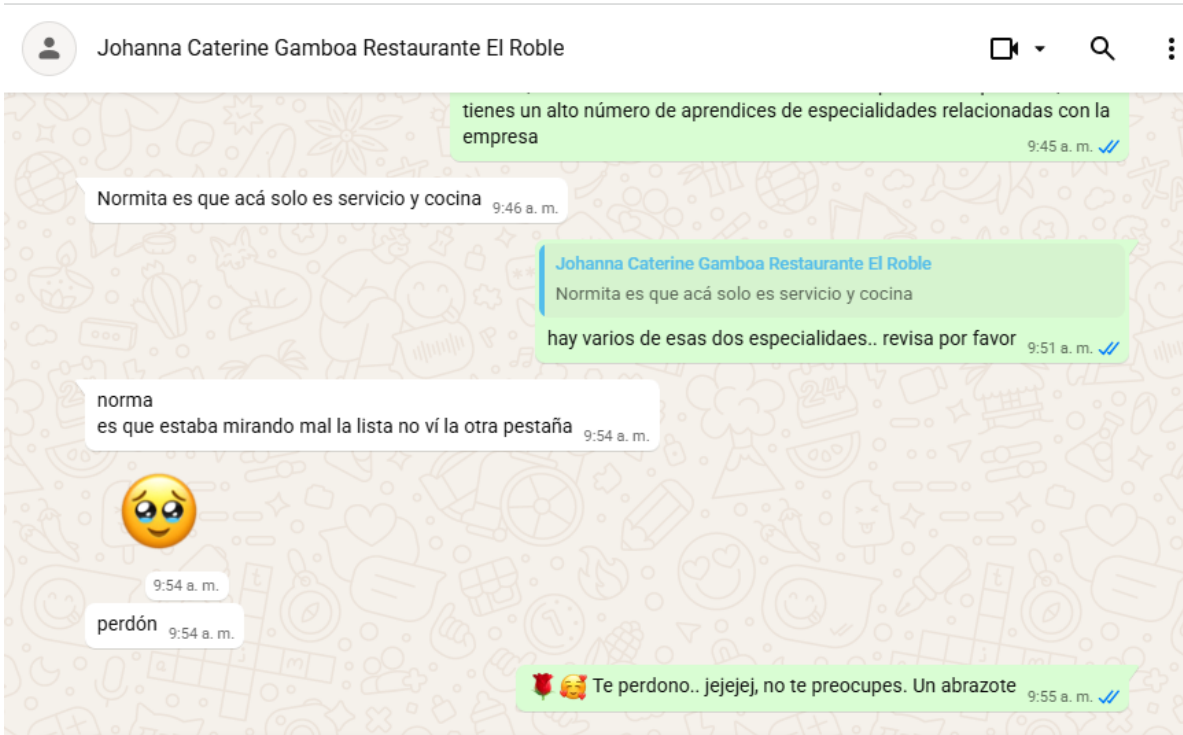 Johanna Caterine Gamboa Restaurante El Roble
tienes un alto número de aprendices de especialidades relacionadas con la
empresa
9:45 a. m.
Normita es que acá solo es servicio y cocina
9:46 a. m.
Johanna Caterine Gamboa Restaurante El Roble
Normita es que acá solo es servicio y cocina
hay varios de esas dos especialidaes.. revisa por favor
9:51 a. m.
norma
es que estaba mirando mal la lista no ví la otra pestaña
9:54 a. m.
9:54 a. m.
perdón
9:54 a. m.
🌹 🥰 Te perdono.. jejejej, no te preocupes. Un abrazote
9:55 a. m.